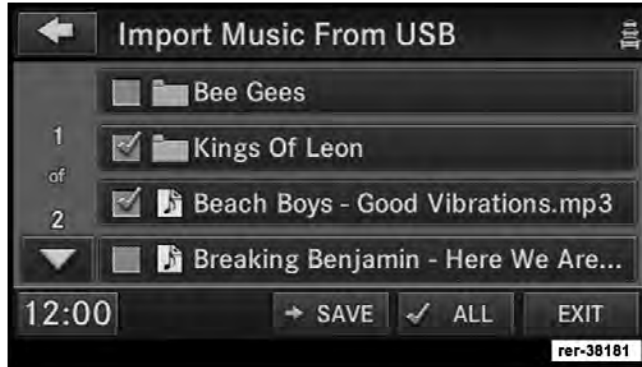 Import Music From USB
Bee Gees
1
of
2
Kings Of Leon
Beach Boys - Good Vibrations.mp3
Breaking Benjamin - Here We Are...
12:00
SAVE
ALL
EXIT
rer-38181